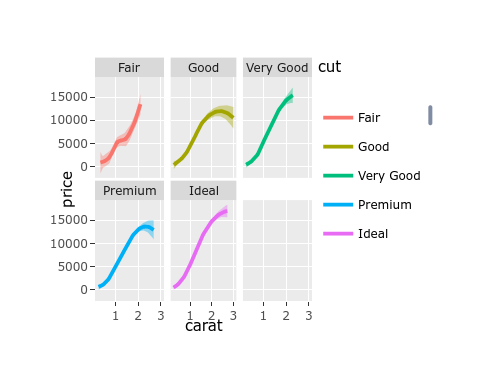 Fair Good Very Good cut
15000
10000
5000
0
Fair
Good
Very Good
Premium
Ideal
price
Premium Ideal
15000
10000
5000
0
1 2 3 1 2 3 1 2 3
carat